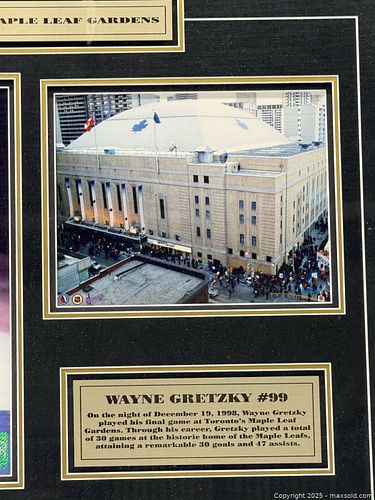 APLE LEAF GARDENS
WAYNE GRETZKY #99
On the night of December 19, 1998, Wayne Gretzky
played his final game at Toronto's Maple Leaf
Gardens. Through his career, Gretzky played a total
of 30 games at the historic home of the Maple Leafs,
attaining a remarkable 30 goals and 47 assists.
Copyright 2025 - maxsold.com